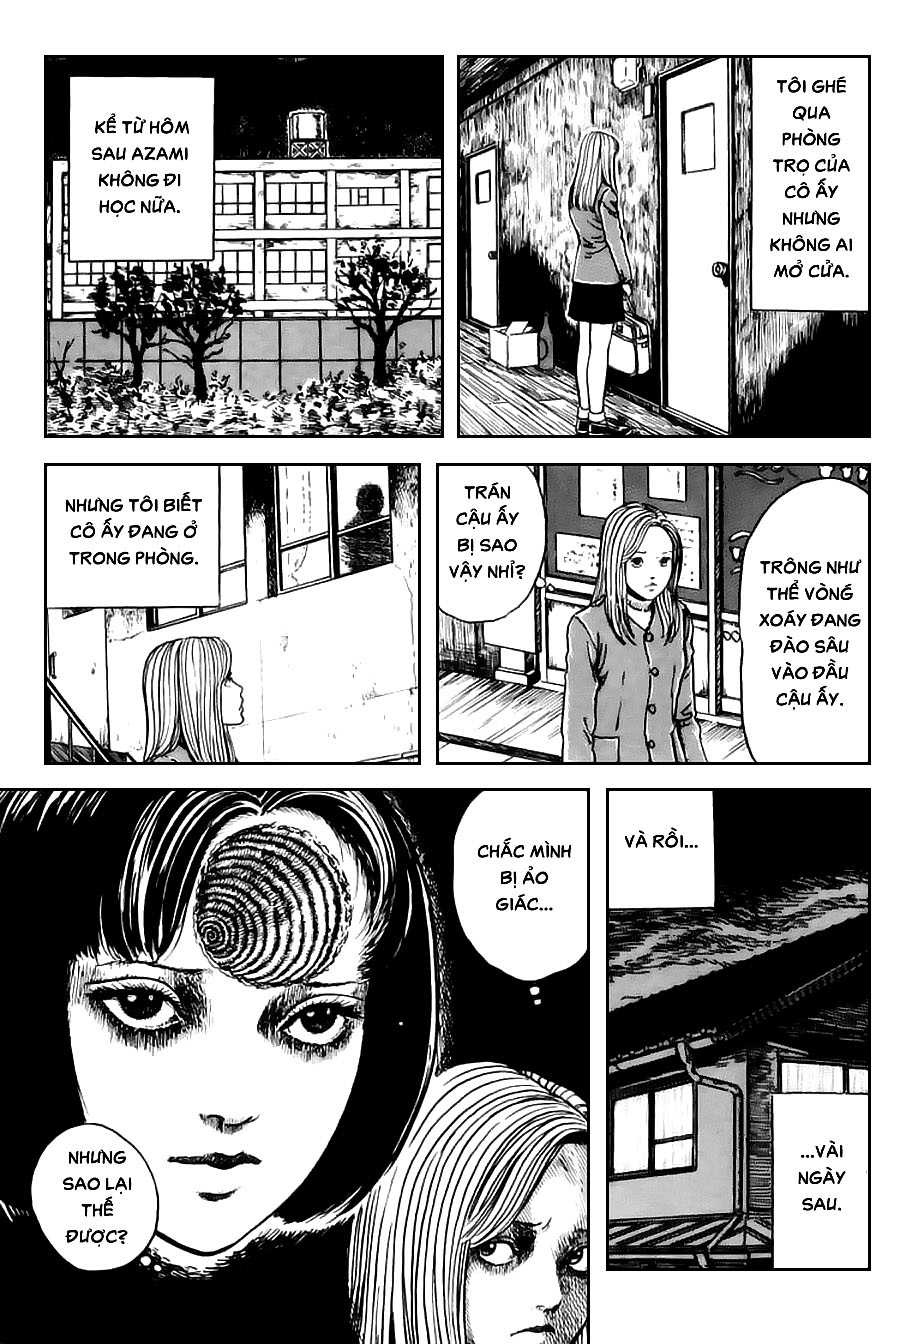 KỂ TỪ HÔM
SAU AZAMI
KHÔNG ĐI
HỌC NỮA.
TÔI GHÉ
QUA
PHÒNG
TRỌ CỦA
CÔ ẤY
NHƯNG
KHÔNG AI
MỞ CỬA.
NHƯNG TÔI BIẾT
CÔ ẤY ĐANG Ở
TRONG PHÒNG.
TRÁN
CẬU ẤY
BỊ SAO
VẬY NHỈ?
TRÔNG NHƯ
THỂ VÒNG
XOÁY ĐANG
ĐÀO SÂU
VÀO ĐẦU
CẬU ẤY.
CHẮC MÌNH
BỊ ẢO
GIÁC...
NHƯNG
SAO LẠI
THẾ
ĐƯỢC?
VÀ RỒI...
...VÀI
NGÀY
SAU.